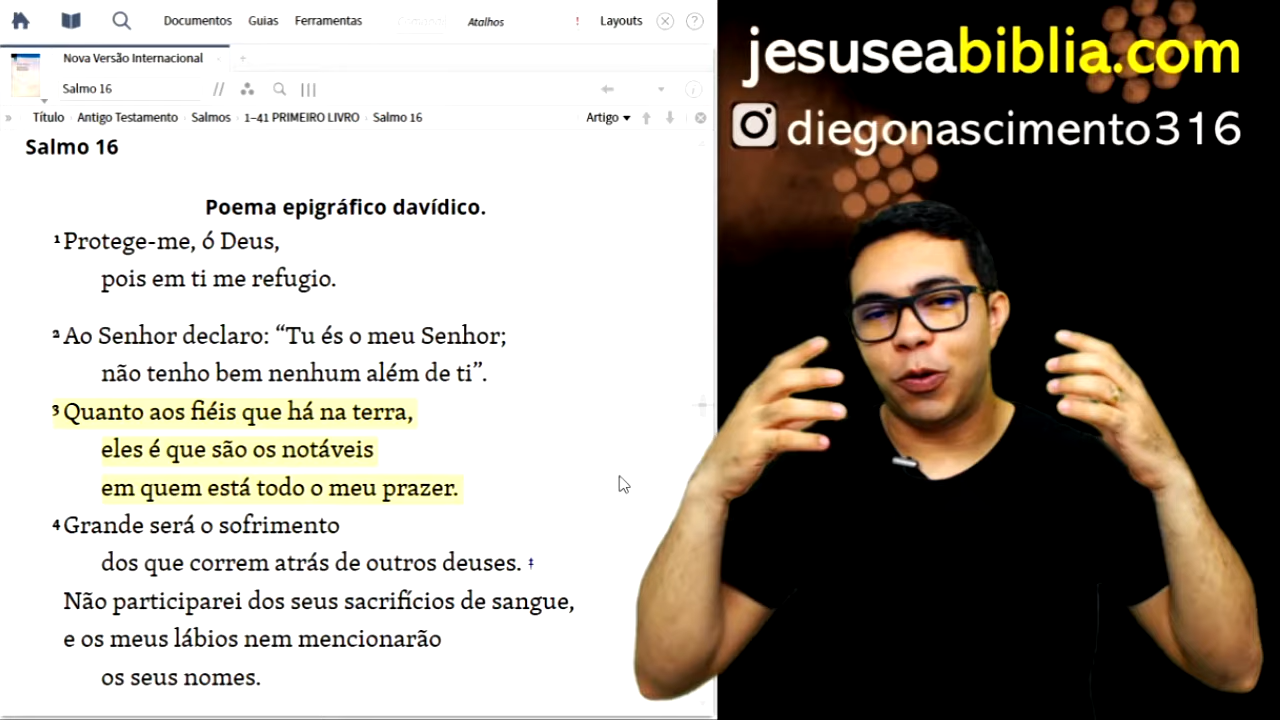 Documentos Guias Ferramentas Atalhos ! Layouts
Nova Versão Internacional
Salmo 16
» Título Antigo Testamento Salmos 1–41 PRIMEIRO LIVRO Salmo 16 Artigo
Salmo 16
Poema epigráfico davídico.
1 Protege-me, ó Deus,
pois em ti me refugio.
2 Ao Senhor declaro: “Tu és o meu Senhor;
não tenho bem nenhum além de ti”.
3 Quanto aos fiéis que há na terra,
eles é que são os notáveis
em quem está todo o meu prazer.
4 Grande será o sofrimento
dos que correm atrás de outros deuses. ‡
Não participarei dos seus sacrifícios de sangue,
e os meus lábios nem mencionarão
os seus nomes.
jesuseabiblia.com
diegonascimento316